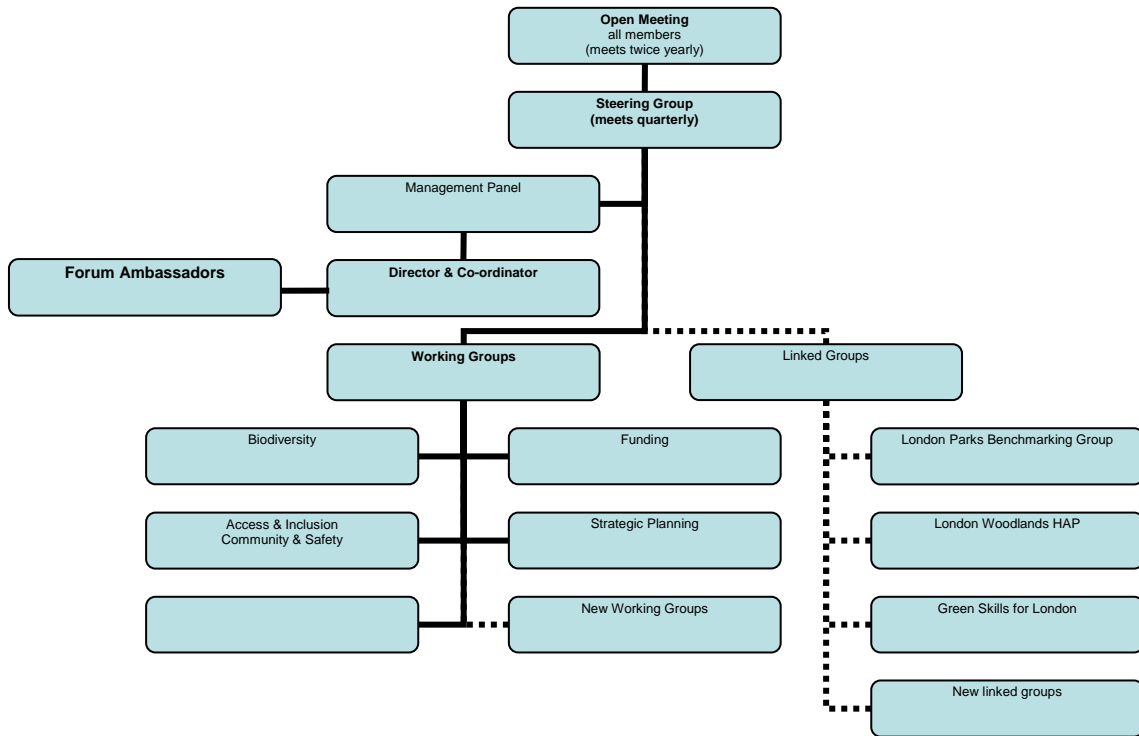 Open Meeting
all members
(meets twice yearly)
Steering Group
(meets quarterly)
Management Panel
Forum Ambassadors
Director & Co-ordinator
Working Groups
Linked Groups
Biodiversity
Funding
London Parks Benchmarking Group
Access & Inclusion
Community & Safety
Strategic Planning
London Woodlands HAP
New Working Groups
Green Skills for London
New linked groups